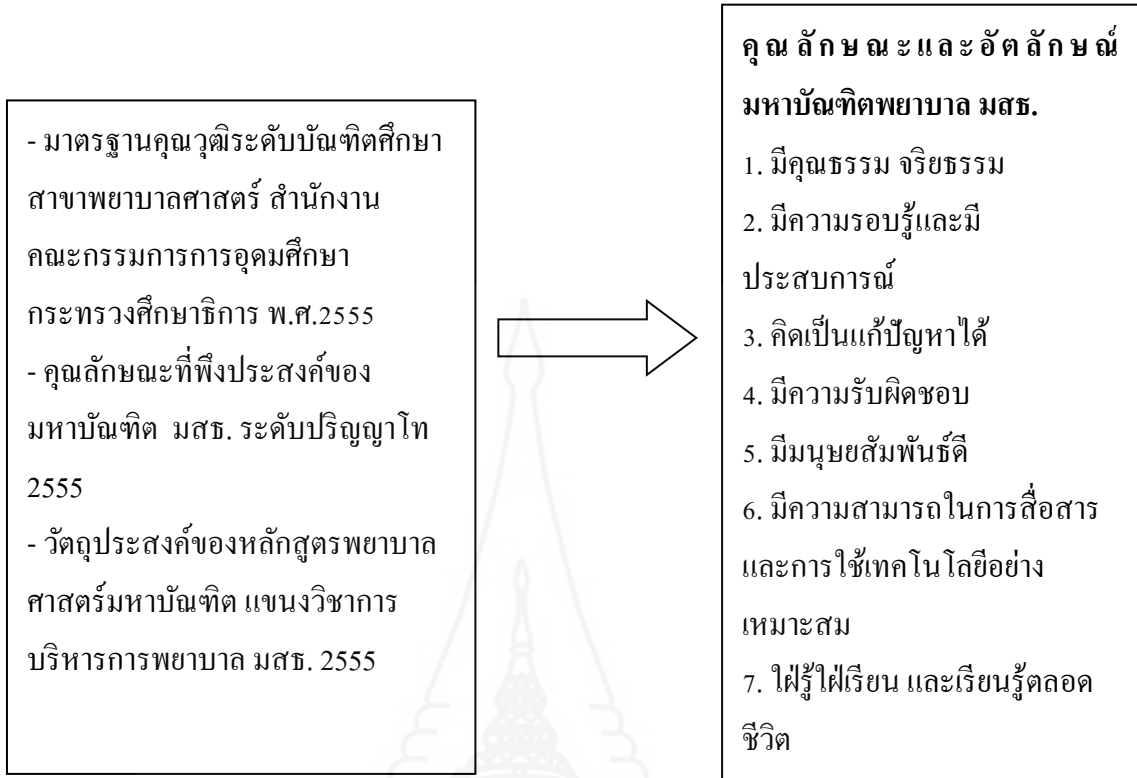 - มาตรฐานคุณวุฒิระดับบัณฑิตศึกษา
สาขาพยาบาลศาสตร์ สำนักงาน
คณะกรรมการการอุดมศึกษา
กระทรวงศึกษาธิการ พ.ศ.2555
- คุณลักษณะที่พึงประสงค์ของ
มหาบัณฑิต มสธ. ระดับปริญญาโท
2555
- วัตถุประสงค์ของหลักสูตรพยาบาล
ศาสตร์มหาบัณฑิต แขนงวิชาการ
บริหารการพยาบาล มสธ. 2555
คุณลักษณะและอัตลักษณ์
มหาบัณฑิตพยาบาล มสธ.
1. มีคุณธรรม จริยธรรม
2. มีความรอบรู้และมี
ประสบการณ์
3. คิดเป็นแก้ปัญหาได้
4. มีความรับผิดชอบ
5. มีมนุษยสัมพันธ์ดี
6. มีความสามารถในการสื่อสาร
และการใช้เทคโนโลยีอย่าง
เหมาะสม
7. ใฝ่รู้ใฝ่เรียน และเรียนรู้ตลอด
ชีวิต